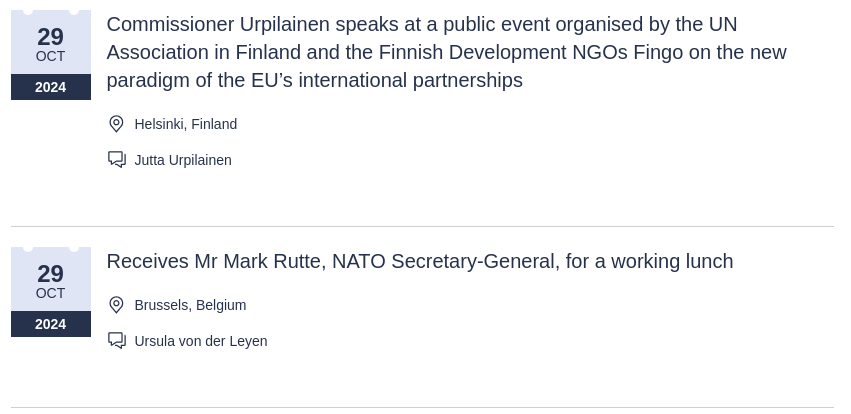 29
OCT
2024
Commissioner Urpilainen speaks at a public event organised by the UN
Association in Finland and the Finnish Development NGOs Fingo on the new
paradigm of the EU’s international partnerships
Helsinki, Finland
Jutta Urpilainen
29
OCT
2024
Receives Mr Mark Rutte, NATO Secretary-General, for a working lunch
Brussels, Belgium
Ursula von der Leyen